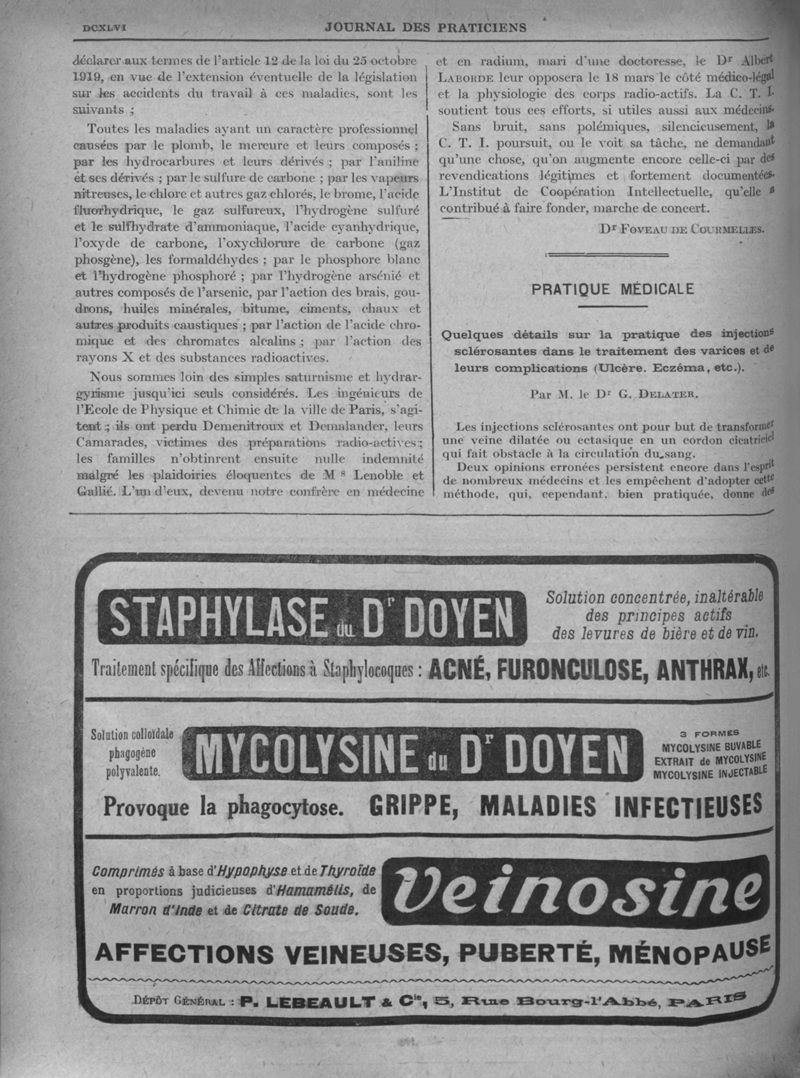 DCXLVI
JOURNAL DES PRATICIENS
déclarer aux termes de l'article 12 de la loi du 25 octobre
1919, en vue de l'extension éventuelle de la législation
sur les accidents du travail à ces maladies, sont les
suivants :
Toutes les maladies ayant un caractère professionnel
causées par le plomb, le mercure et leurs composés ;
par les hydrocarbures et leurs dérivés ; par l'aniline
et ses dérivés ; par le sulfure de carbone ; par les vapeurs
nitreuses, le chlore et autres gaz chlorés, le brome, l'acide
fluorhydrique, le gaz sulfureux, l'hydrogène sulfuré
et le sulfhydrate d'ammoniaque, l'acide cyanhydrique,
l'oxyde de carbone, l'oxychlorure de carbone (gaz
phosgène), les formaldéhydes ; par le phosphore blanc
et l'hydrogène phosphoré ; par l'hydrogène arsénié et
autres composés de l'arsenic, par l'action des brais, gou-
drons, huiles minérales, bitume, ciments, chaux et
autres produits caustiques ; par l'action de l'acide chro-
mique et des chromates alcalins ; par l'action des
rayons X et des substances radioactives.
Nous sommes loin des simples saturnisme et hydrar-
gyrisme jusqu'ici seuls considérés. Les ingénieurs de
l'Ecole de Physique et Chimie de la ville de Paris, s'agi-
tent ; ils ont perdu Demenitroux et Demalander, leurs
Camarades, victimes des préparations radio-actives ;
les familles n'obtinrent ensuite nulle indemnité
malgré les plaidoiries éloquentes de M s Lenoble et
Gallié. L'un d'eux, devenu notre confrère en médecine
et en radium, mari d'une doctoresse, le Dr Albert
LABORDE leur opposera le 18 mars le côté médico-légal
et la physiologie des corps radio-actifs. La C. T. I.
soutient tous ces efforts, si utiles aussi aux médecins.
Sans bruit, sans polémiques, silencieusement, la
C. T. I. poursuit, ou le voit sa tâche, ne demandant
qu'une chose, qu'on augmente encore celle-ci par des
revendications légitimes et fortement documentées.
L'Institut de Coopération Intellectuelle, qu'elle a
contribué à faire fonder, marche de concert.
Dr FOVEAU DE COURMELLES.
PRATIQUE MÉDICALE
Quelques détails sur la pratique des injections
sclérosantes dans le traitement des varices et de
leurs complications (Ulcère. Eczéma, etc.).
Par M. le Dr G. DELATER.
Les injections sclérosantes ont pour but de transformer
une veine dilatée ou ectasique en un cordon cicatriciel
qui fait obstacle à la circulation du sang.
Deux opinions erronées persistent encore dans l'esprit
de nombreux médecins et les empêchent d'adopter cette
méthode, qui, cependant, bien pratiquée, donne des
STAPHYLASE du Dr DOYEN
Solution concentrée, inaltérable
des principes actifs
des levures de bière et de vin.
Traitement spécifique des Affections à Staphylocoques : ACNÉ, FURONCULOSE, ANTHRAX, etc.
Solution colloïdale
phagogène
polyvalente.
MYCOLYSINE du Dr DOYEN
3 FORMES
MYCOLYSINE BUVABLE
EXTRAIT de MYCOLYSINE
MYCOLYSINE INJECTABLE
Provoque la phagocytose. GRIPPE, MALADIES INFECTIEUSES
Comprimés à base d'Hypophyse et de Thyroïde
en proportions judicieuses d'Hamamélis, de
Marron d'Inde et de Citrate de Soude.
Veinosine
AFFECTIONS VEINEUSES, PUBERTÉ, MÉNOPAUSE
DÉPÔT GÉNÉRAL : P. LEBEAULT & Cie, 5, Rue Bourg-l'Abbé, PARIS